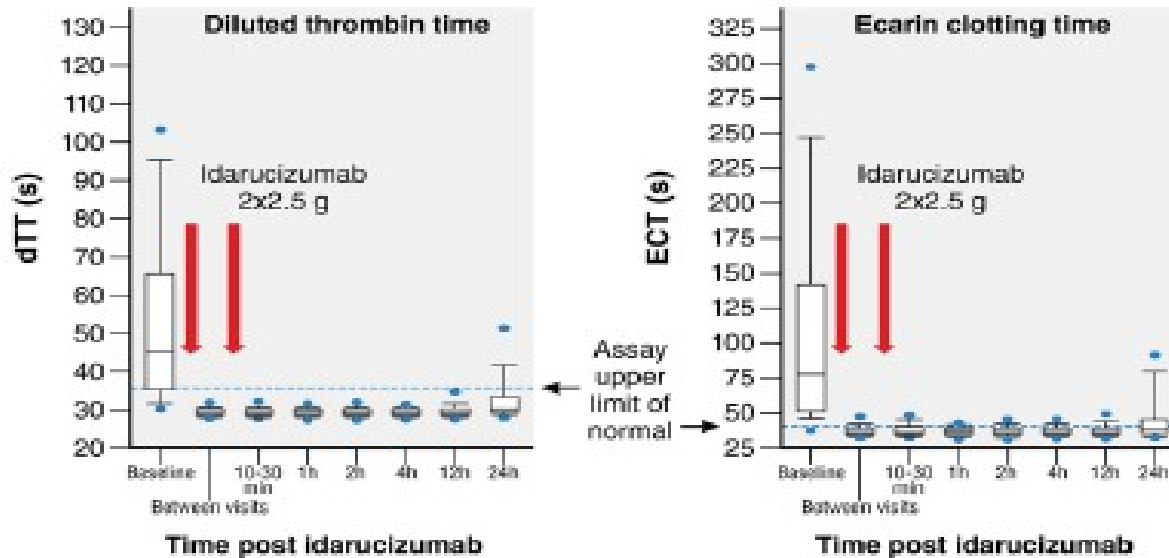 Diluted thrombin time
dTT (s)
130
120
110
100
90
80
70
60
50
40
30
20
Idarucizumab
2x2.5 g
Baseline
Between visits
10-30
min
1h
2h
4h
12h
24h
Time post idarucizumab
Assay
upper
limit of
normal
Ecarin clotting time
ECT (s)
325
300
275
250
225
200
175
150
125
100
75
50
25
Idarucizumab
2x2.5 g
Baseline
Between visits
10-30
min
1h
2h
4h
12h
24h
Time post idarucizumab